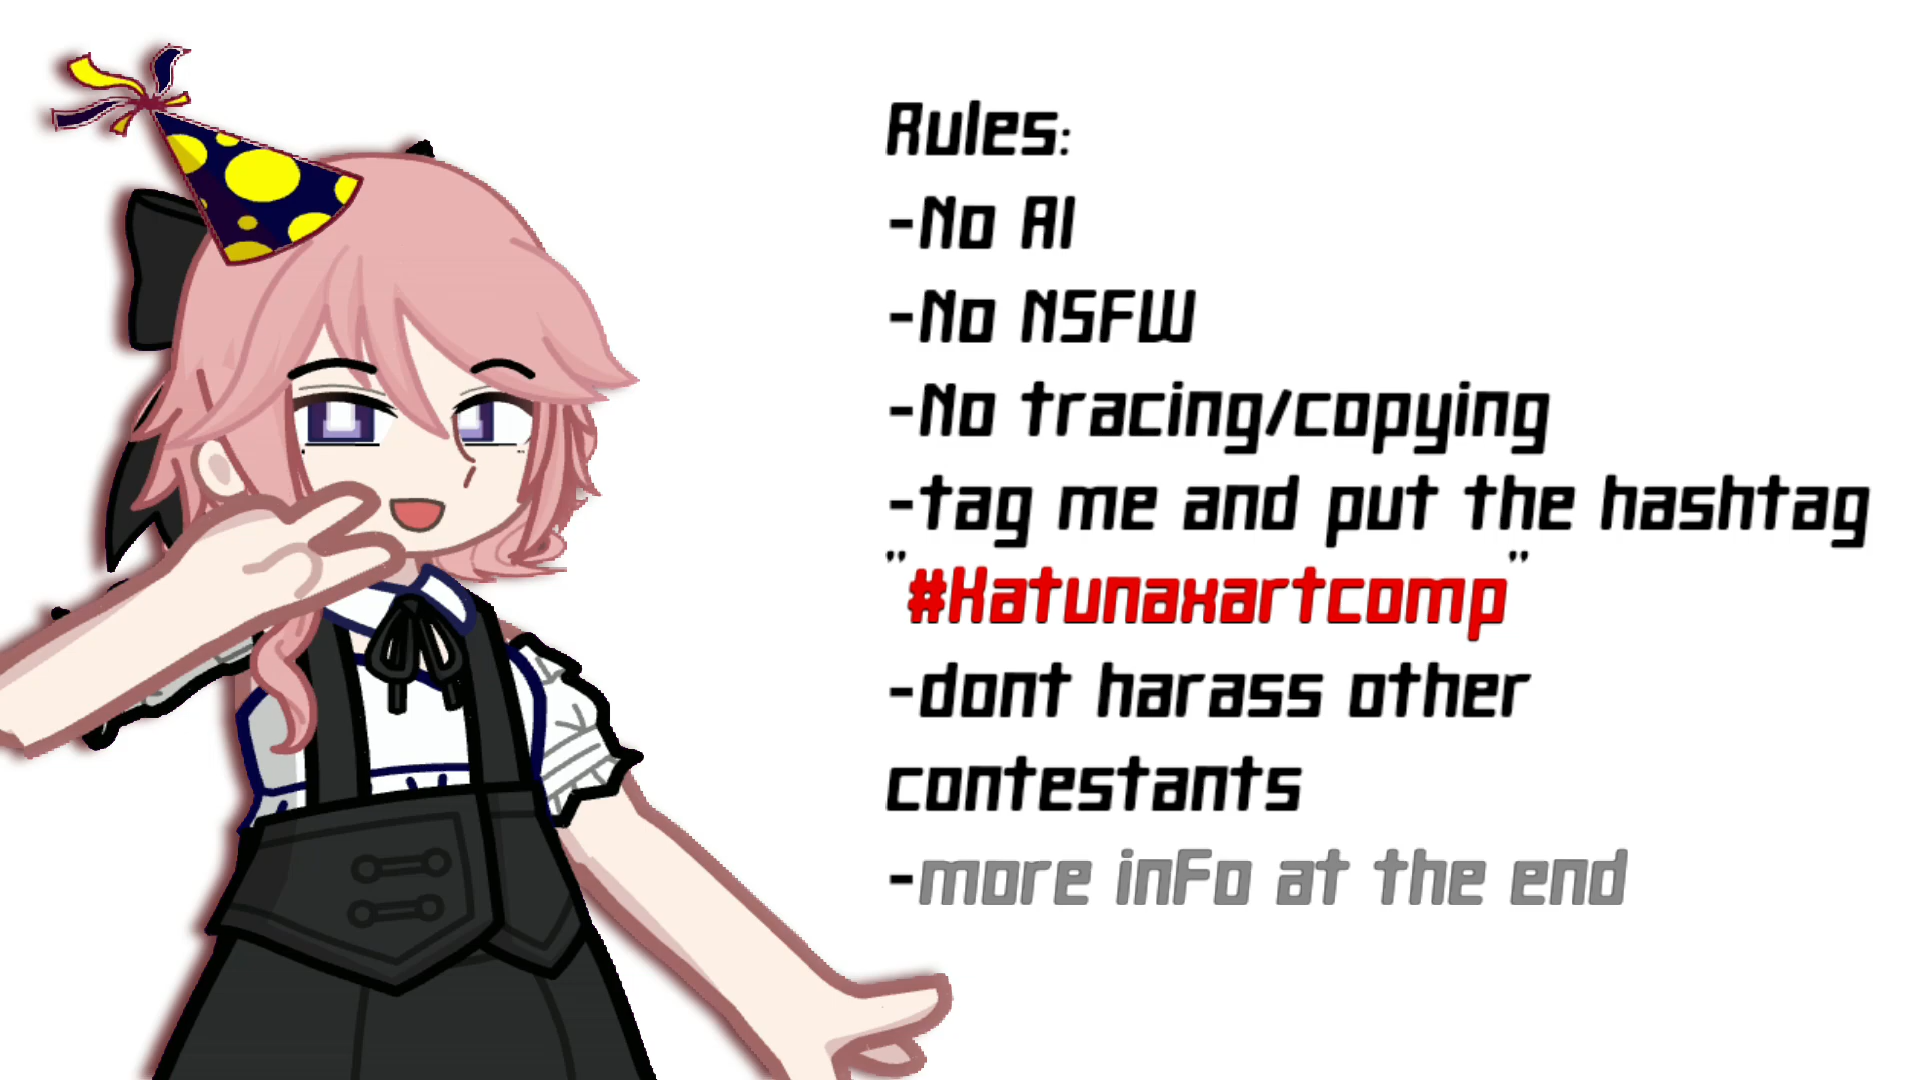 Rules:
-No AI
-No NSFW
-No tracing/copying
-tag me and put the hashtag
"#Katunaxartcomp"
-dont harass other
contestants
-more info at the end